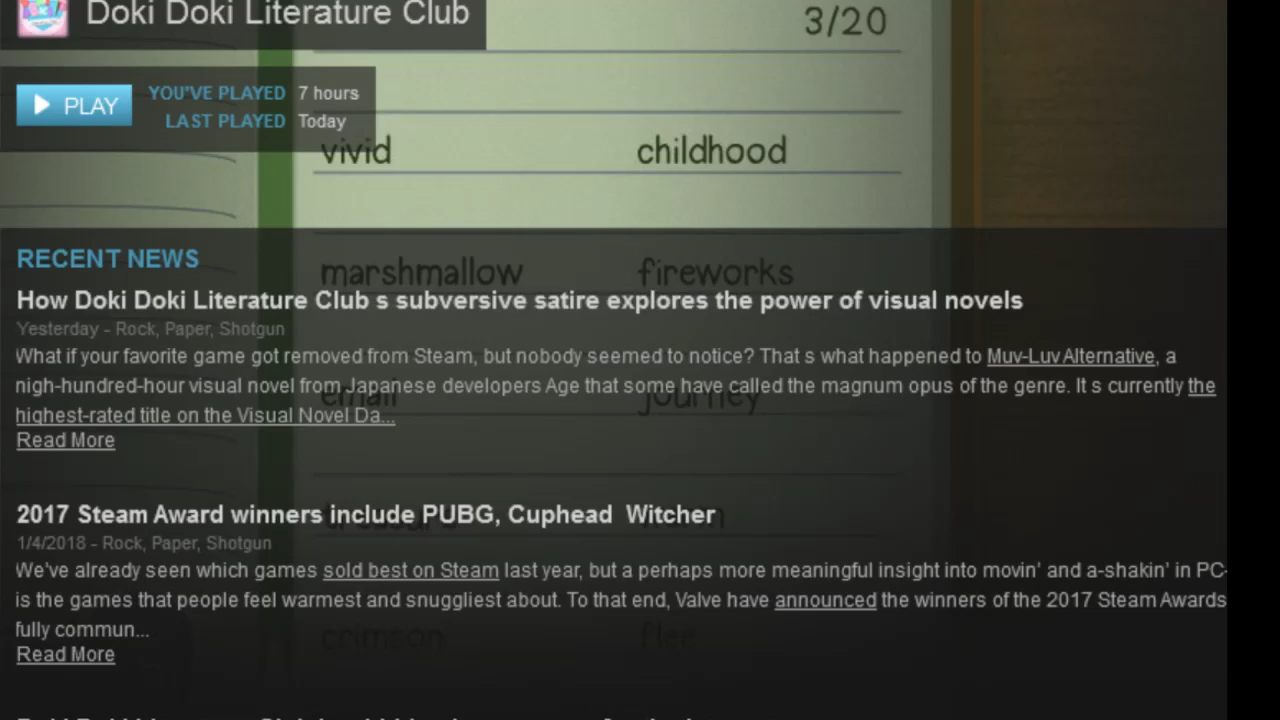 Doki Doki Literature Club
3/20
PLAY YOU'VE PLAYED 7 hours
LAST PLAYED Today
vivid childhood
RECENT NEWS
marshmallow fireworks
How Doki Doki Literature Club s subversive satire explores the power of visual novels
Yesterday - Rock, Paper, Shotgun
What if your favorite game got removed from Steam, but nobody seemed to notice? That s what happened to Muv-Luv Alternative, a
nigh-hundred-hour visual novel from Japanese developers Age that some have called the magnum opus of the genre. It s currently the
email journey
highest-rated title on the Visual Novel Da...
Read More
2017 Steam Award winners include PUBG, Cuphead Witcher
1/4/2018 - Rock, Paper, Shotgun
We've already seen which games sold best on Steam last year, but a perhaps more meaningful insight into movin' and a-shakin' in PC-
is the games that people feel warmest and snuggliest about. To that end, Valve have announced the winners of the 2017 Steam Awards
fully commun...
crimson flee
Read More